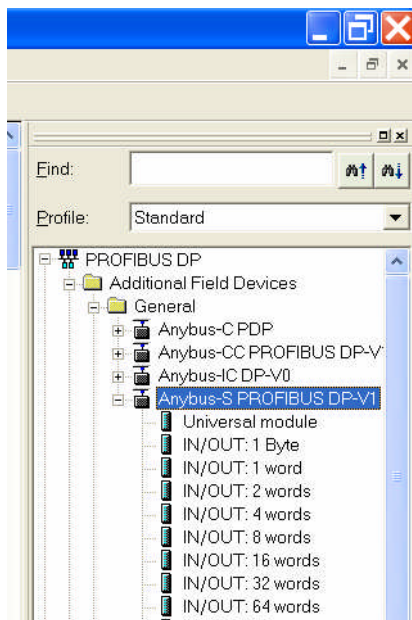 Find:
Profile: Standard
PROFIBUS DP
Additional Field Devices
General
Anybus-C PDP
Anybus-CC PROFIBUS DP-V
Anybus-IC DP-V0
Anybus-S PROFIBUS DP-V1
Universal module
IN/OUT: 1 Byte
IN/OUT: 1 word
IN/OUT: 2 words
IN/OUT: 4 words
IN/OUT: 8 words
IN/OUT: 16 words
IN/OUT: 32 words
IN/OUT: 64 words